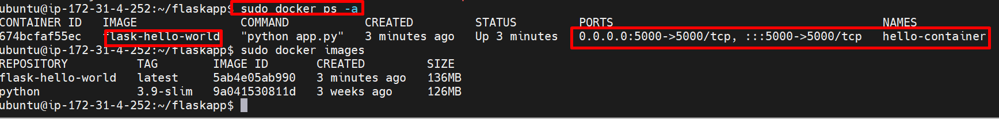 ubuntu@ip-172-31-4-252:~/flaskapp$ sudo docker ps -a
CONTAINER ID   IMAGE               COMMAND           CREATED         STATUS         PORTS                                       NAMES
674bcfaf55ec   flask-hello-world   "python app.py"   3 minutes ago   Up 3 minutes   0.0.0.0:5000->5000/tcp, :::5000->5000/tcp   hello-container
ubuntu@ip-172-31-4-252:~/flaskapp$ sudo docker images
REPOSITORY          TAG        IMAGE ID       CREATED         SIZE
flask-hello-world   latest     5ab4e05ab990   3 minutes ago   136MB
python              3.9-slim   9a041530811d   3 weeks ago     126MB
ubuntu@ip-172-31-4-252:~/flaskapp$